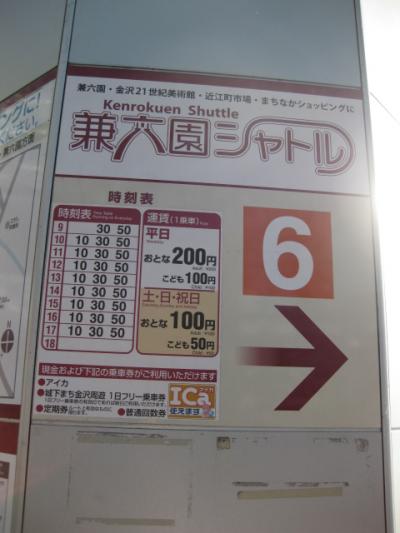 兼六園・金沢21世紀美術館・近江町市場・まちなかショッピングに
Kenrokuen Shuttle
兼六園シャトル
時刻表
時刻表
9 30 50
10 10 30 50
11 10 30 50
12 10 30 50
13 10 30 50
14 10 30 50
15 10 30 50
16 10 30 50
17 10 30 50
18
運賃(1乗車)
平日
おとな200円
こども100円
土・日・祝日
おとな100円
こども50円
6
現金および下記の乗車券がご利用いただけます
●アイカ
●城下まち金沢周遊 1日フリー乗車券
●定期券
●普通回数券
アイカ
ICa
使えます